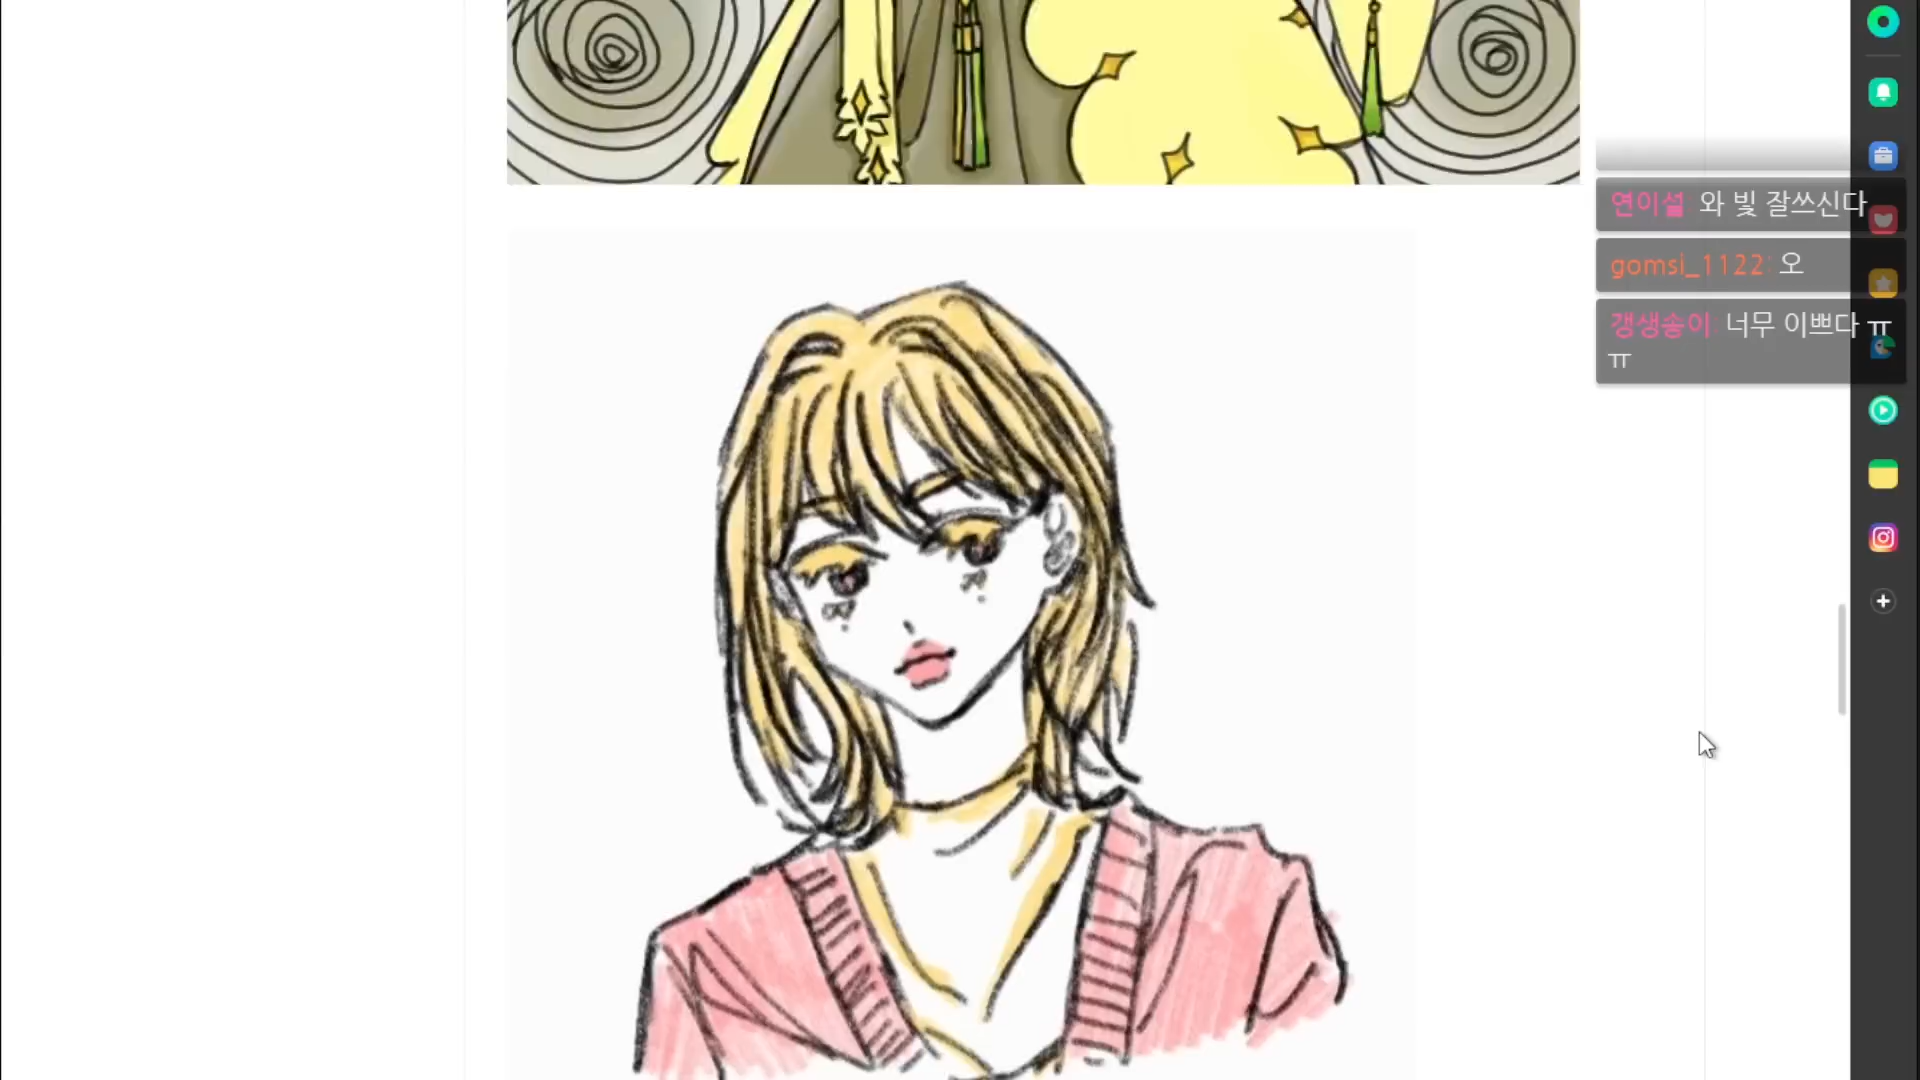 연이설 와 빛 잘쓰신다
gomsi_1122: 오
갱생송이: 너무 이쁘다 ㅠ
ㅠ